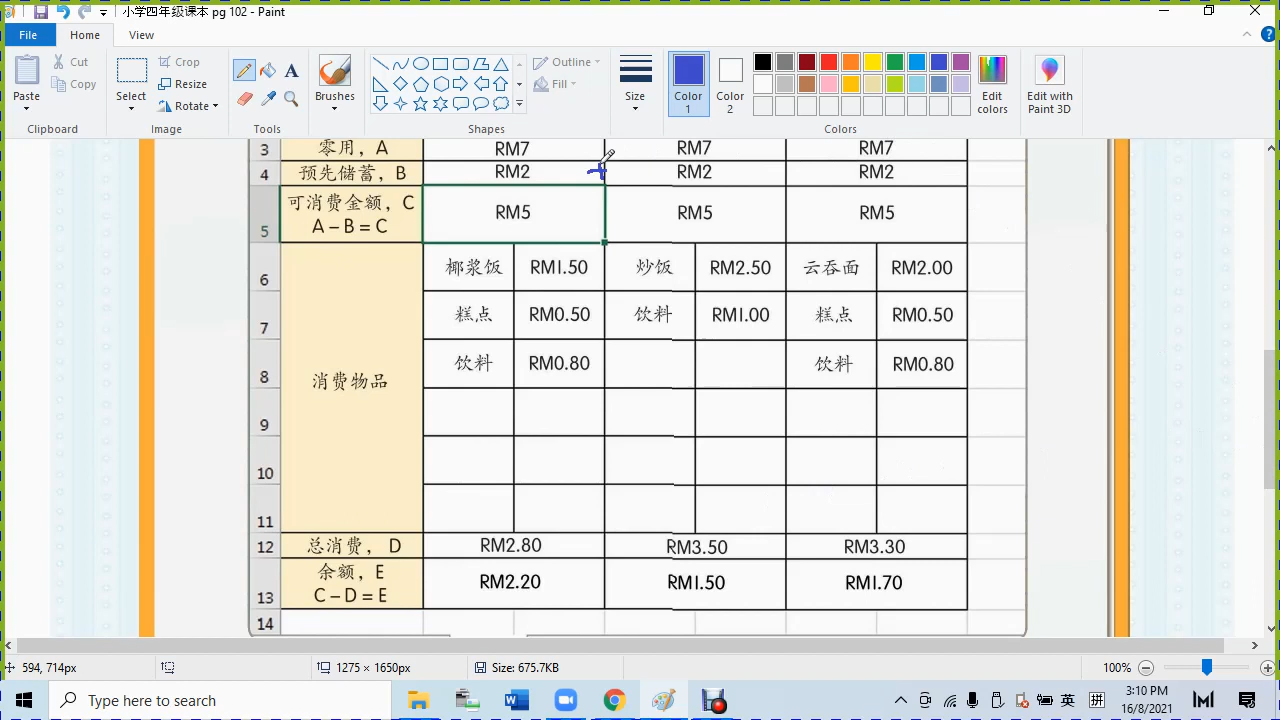 小学四年级课本 pg 102 - Paint
File Home View
Paste Cut Copy Clipboard
Select Crop Resize Rotate Image
Tools
Brushes
Outline Fill Shapes
Size
Color 1 Color 2 Edit colors Colors
Edit with Paint 3D
3 零用，A RM7 RM7 RM7
4 预先储蓄，B RM2 RM2 RM2
5 可消费金额，C A – B = C RM5 RM5 RM5
消费物品
6 椰浆饭 RM1.50 炒饭 RM2.50 云吞面 RM2.00
7 糕点 RM0.50 饮料 RM1.00 糕点 RM0.50
8 饮料 RM0.80 饮料 RM0.80
9
10
11
12 总消费，D RM2.80 RM3.50 RM3.30
13 余额，E C – D = E RM2.20 RM1.50 RM1.70
14
594, 714px 1275 × 1650px Size: 675.7KB 100%
Type here to search
英 拼 3:10 PM
16/8/2021